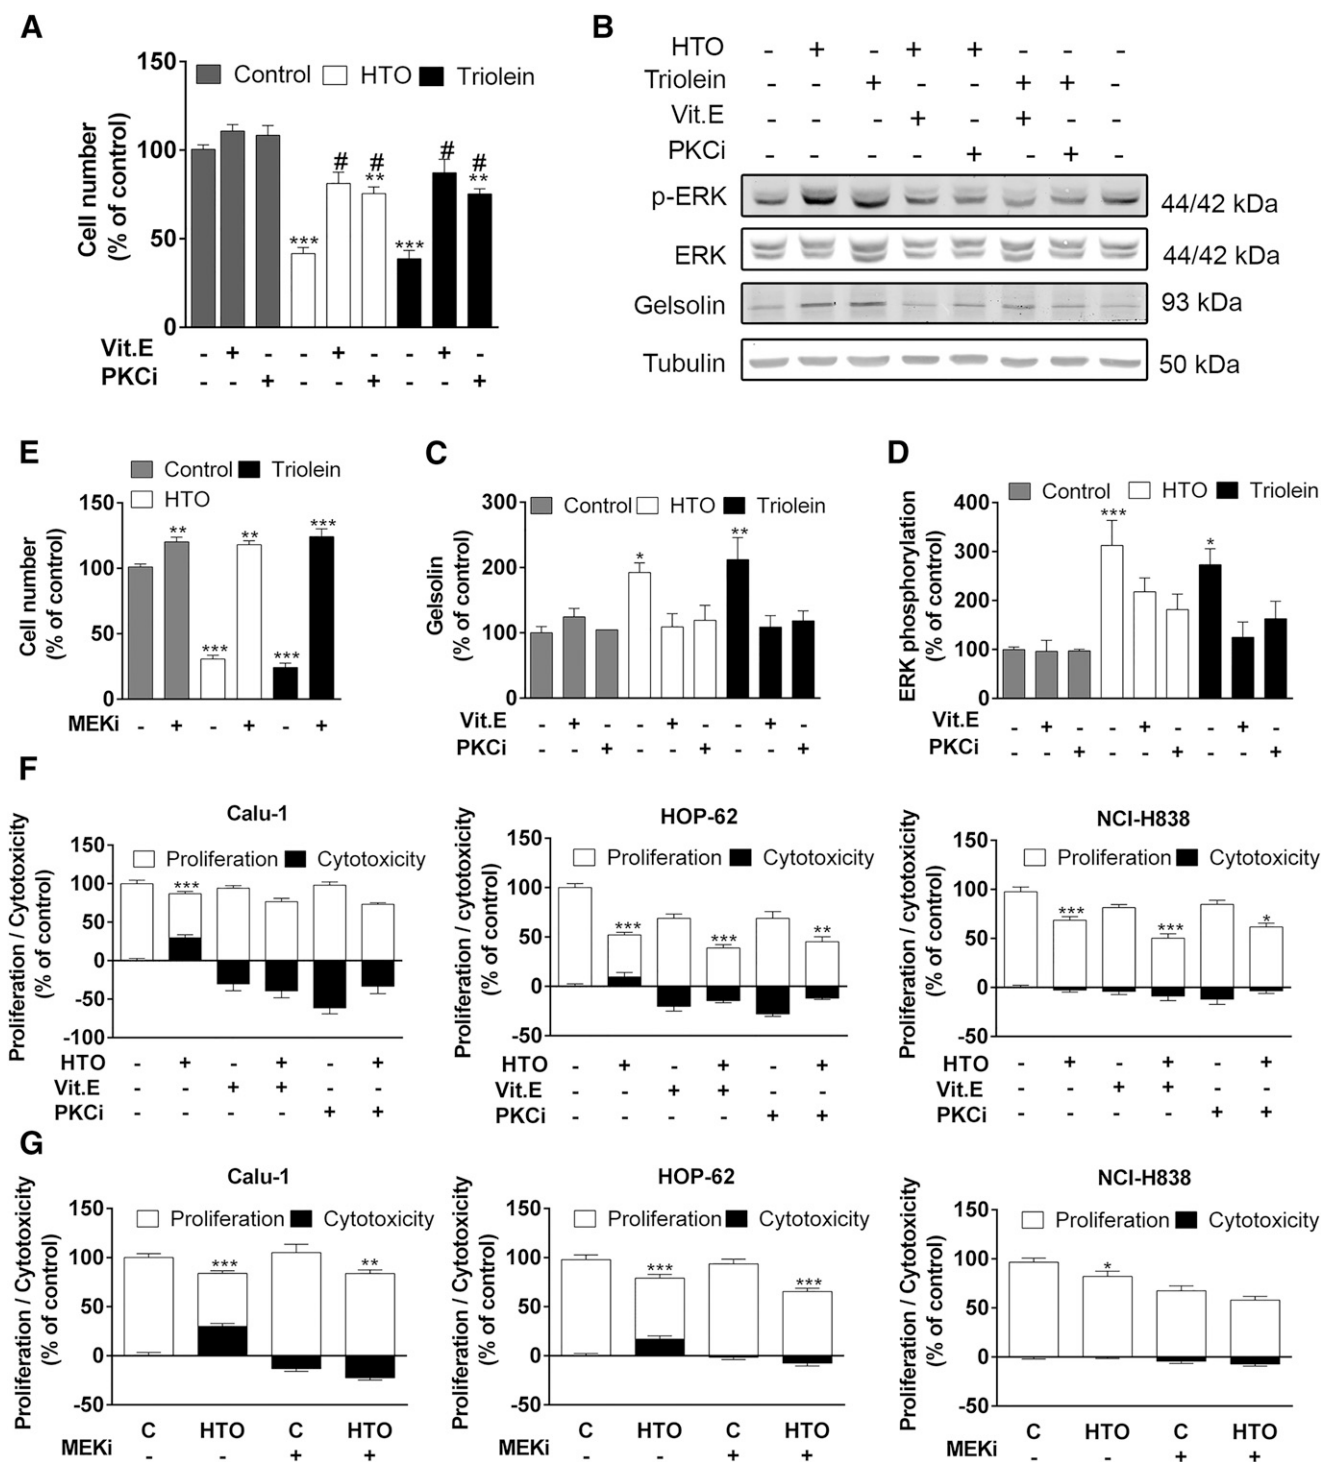 A
Control HTO Triolein
Cell number
(% of control)
150
100
50
0
*** # # ** *** # # **
Vit.E - + - - + - - + -
PKCi - - + - - + - - +
B
HTO - + - + + - - -
Triolein - - + - - + + -
Vit.E - - - + - + - -
PKCi - - - - + - + -
p-ERK 44/42 kDa
ERK 44/42 kDa
Gelsolin 93 kDa
Tubulin 50 kDa
E
Control Triolein
HTO
Cell number
(% of control)
150
100
50
0
** *** ** *** ***
MEKi - + - + - +
C
Control HTO Triolein
Gelsolin
(% of control)
300
200
100
0
* **
Vit.E - + - - + - - + -
PKCi - - + - - + - - +
D
Control HTO Triolein
ERK phosphorylation
(% of control)
400
300
200
100
0
*** *
Vit.E - + - - + - - + -
PKCi - - + - - + - - +
F
Calu-1
Proliferation Cytotoxicity
Proliferation / Cytotoxicity
(% of control)
150
100
50
0
-50
-100
***
HTO - + - + - +
Vit.E - - + + - -
PKCi - - - - + +
HOP-62
Proliferation Cytotoxicity
Proliferation / cytotoxicity
(% of control)
150
100
50
0
-50
*** *** **
HTO - + - + - +
Vit.E - - + + - -
PKCi - - - - + +
NCI-H838
Proliferation Cytotoxicity
Proliferation / cytotoxicity
(% of control)
150
100
50
0
-50
*** *** *
HTO - + - + - +
Vit.E - - + + - -
PKCi - - - - + +
G
Calu-1
Proliferation Cytotoxicity
Proliferation / Cytotoxicity
(% of control)
150
100
50
0
-50
*** **
C HTO C HTO
MEKi - - + +
HOP-62
Proliferation Cytotoxicity
Proliferation / Cytotoxicity
(% of control)
150
100
50
0
-50
*** ***
C HTO C HTO
MEKi - - + +
NCI-H838
Proliferation Cytotoxicity
Proliferation / Cytotoxicity
(% of control)
150
100
50
0
-50
*
C HTO C HTO
MEKi - - + +